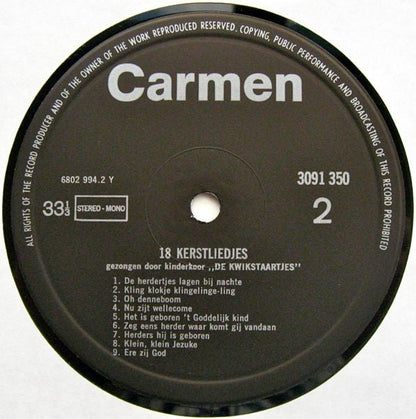 ALL RIGHTS OF THE RECORD PRODUCER AND OF THE OWNER OF THE WORK REPRODUCED RESERVED. COPYING, PUBLIC PERFORMANCE AND BROADCASTING OF THIS RECORD PROHIBITED
Carmen
6802 994.2 Y
3091 350
33⅓
STEREO - MONO
2
18 KERSTLIEDJES
gezongen door kinderkoor ,,DE KWIKSTAARTJES"
1. De herdertjes lagen bij nachte
2. Kling klokje klingelinge-ling
3. Oh denneboom
4. Nu zijt wellecome
5. Het is geboren 't Goddelijk kind
6. Zeg eens herder waar komt gij vandaan
7. Herders hij is geboren
8. Klein, klein Jezuke
9. Ere zij God